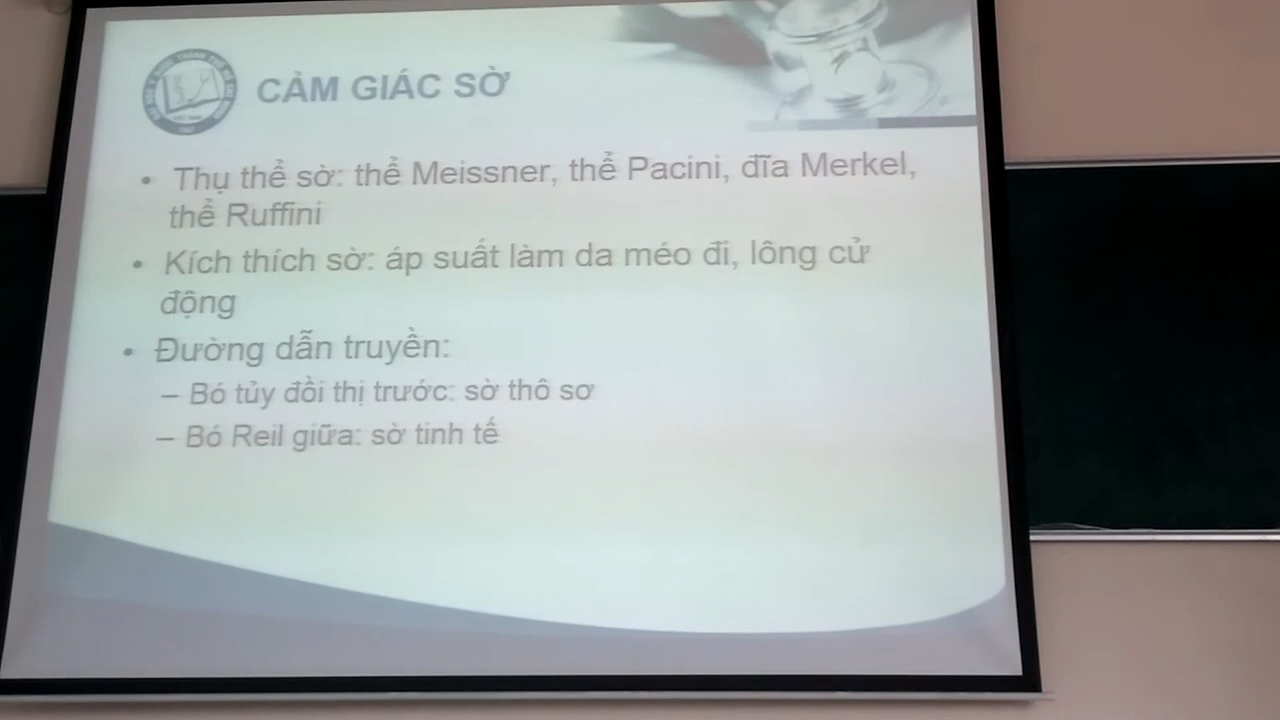 CẢM GIÁC SỜ
• Thụ thể sờ: thể Meissner, thể Pacini, đĩa Merkel,
thể Ruffini
• Kích thích sờ: áp suất làm da méo đi, lông cử
động
• Đường dẫn truyền:
– Bó tủy đồi thị trước: sờ thô sơ
– Bó Reil giữa: sờ tinh tế